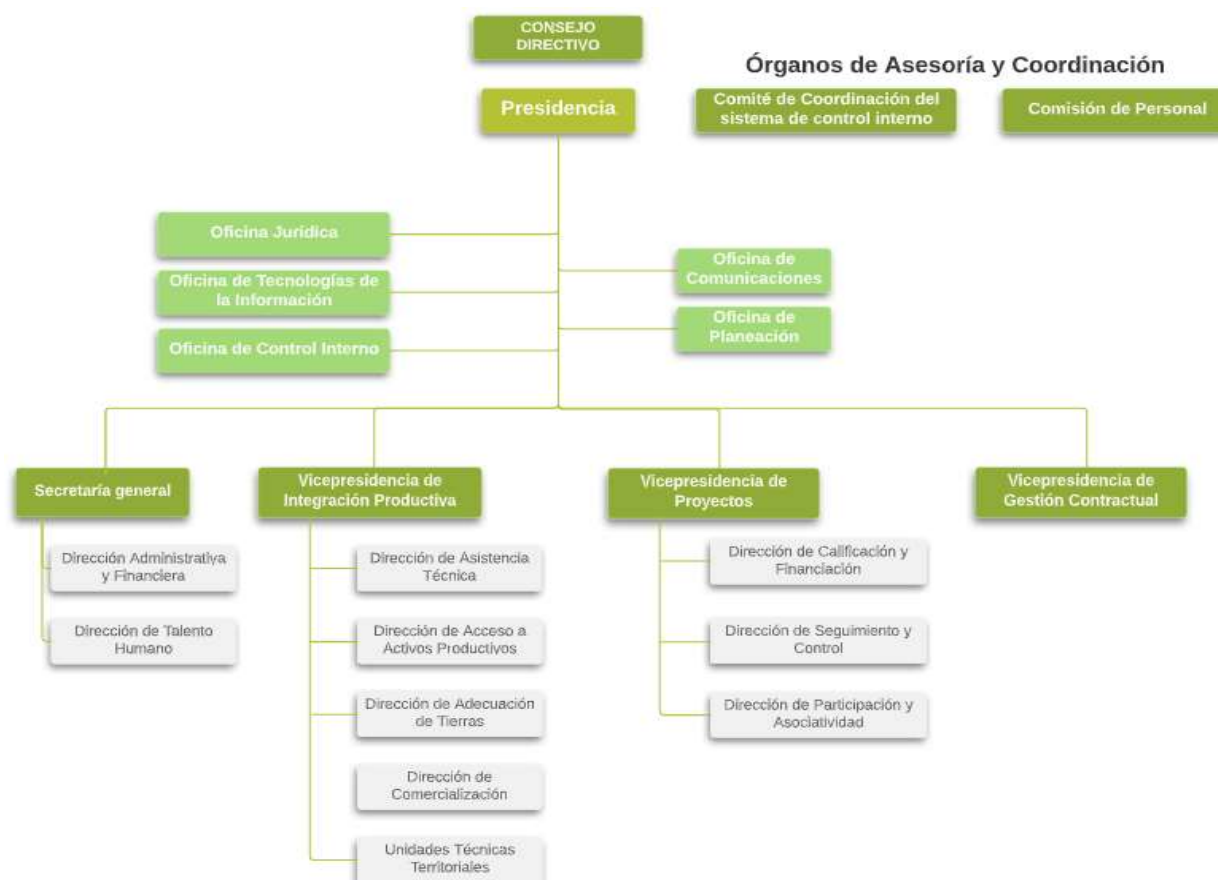 CONSEJO
DIRECTIVO
Órganos de Asesoría y Coordinación
Presidencia
Comité de Coordinación del
sistema de control interno
Comisión de Personal
Oficina Jurídica
Oficina de Tecnologías de
la Información
Oficina de Control Interno
Oficina de
Comunicaciones
Oficina de
Planeación
Secretaría general
Dirección Administrativa
y Financiera
Dirección de Talento
Humano
Vicepresidencia de
Integración Productiva
Dirección de Asistencia
Técnica
Dirección de Acceso a
Activos Productivos
Dirección de Adecuación
de Tierras
Dirección de
Comercialización
Unidades Técnicas
Territoriales
Vicepresidencia de
Proyectos
Dirección de Calificación y
Financiación
Dirección de Seguimiento y
Control
Dirección de Participación y
Asociatividad
Vicepresidencia de
Gestión Contractual